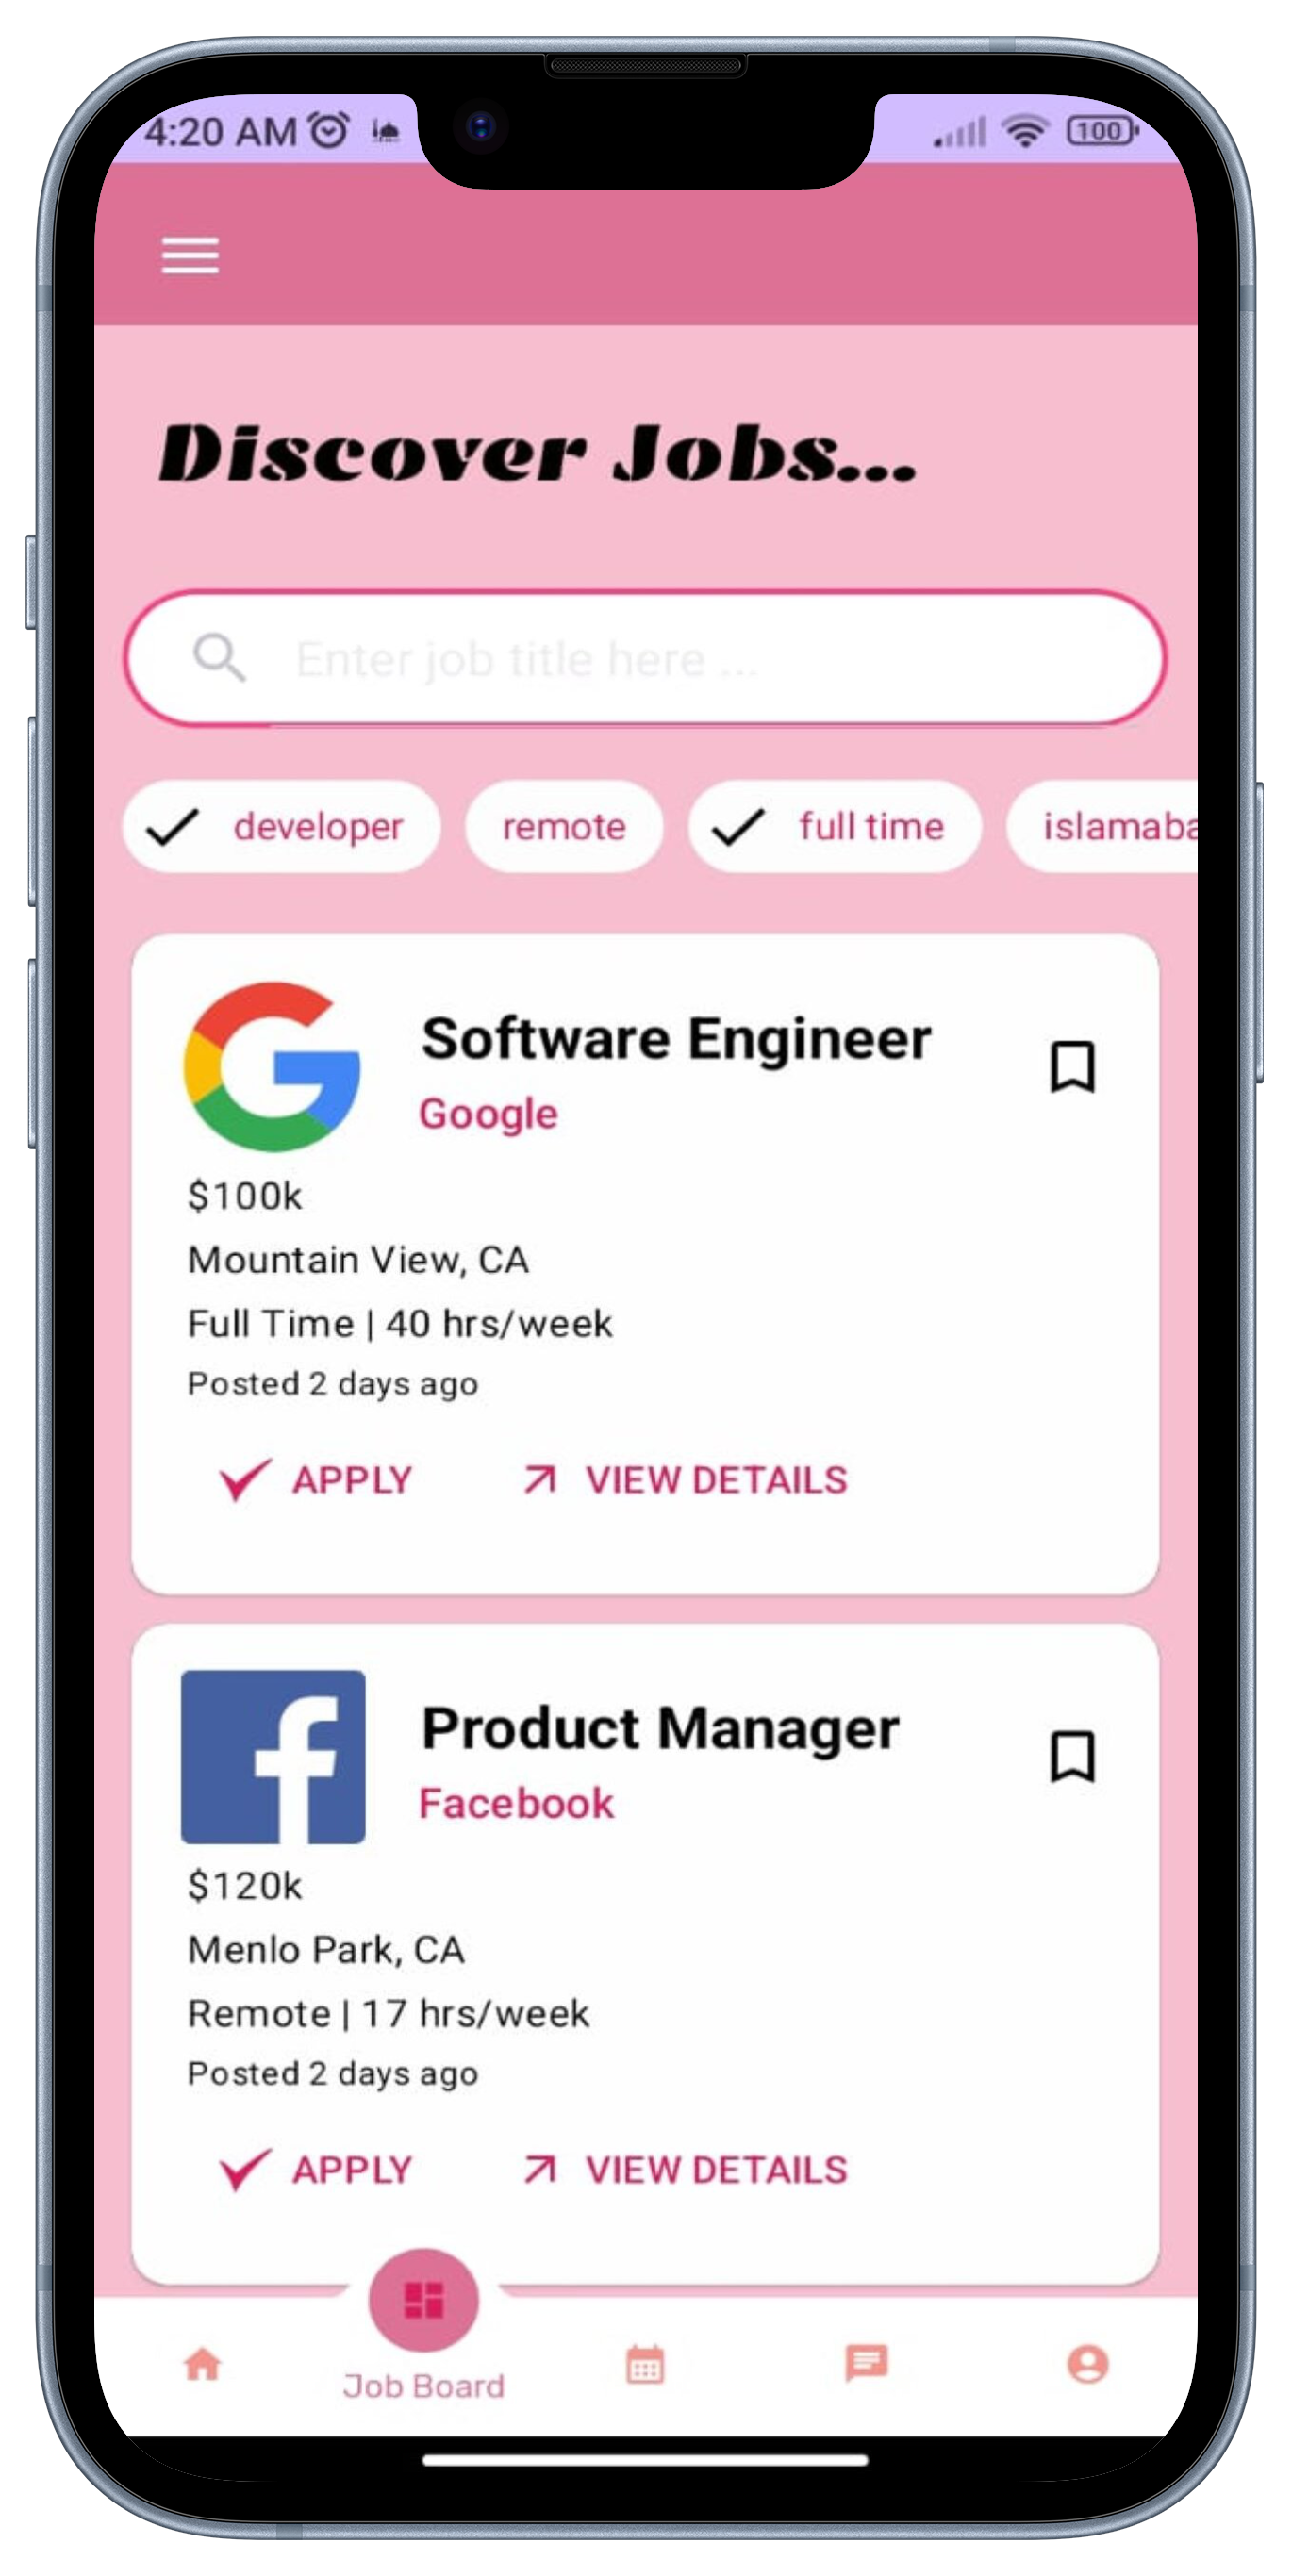 4:20 AM
100
Discover Jobs...
Enter job title here ...
developer
remote
full time
islamaba
Software Engineer
Google
$100k
Mountain View, CA
Full Time | 40 hrs/week
Posted 2 days ago
APPLY
VIEW DETAILS
Product Manager
Facebook
$120k
Menlo Park, CA
Remote | 17 hrs/week
Posted 2 days ago
APPLY
VIEW DETAILS
Job Board